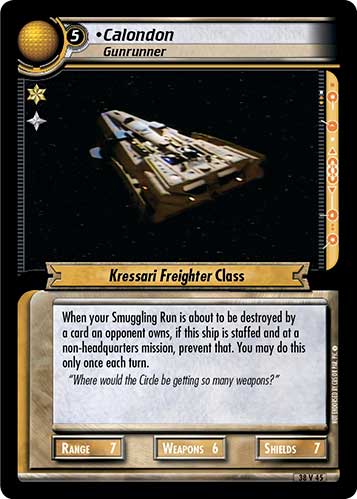 5
•Calondon
Gunrunner
Kressari Freighter Class
When your Smuggling Run is about to be destroyed by
a card an opponent owns, if this ship is staffed and at a
non-headquarters mission, prevent that. You may do this
only once each turn.
"Where would the Circle be getting so many weapons?"
RANGE 7 WEAPONS 6 SHIELDS 7
38 V 45